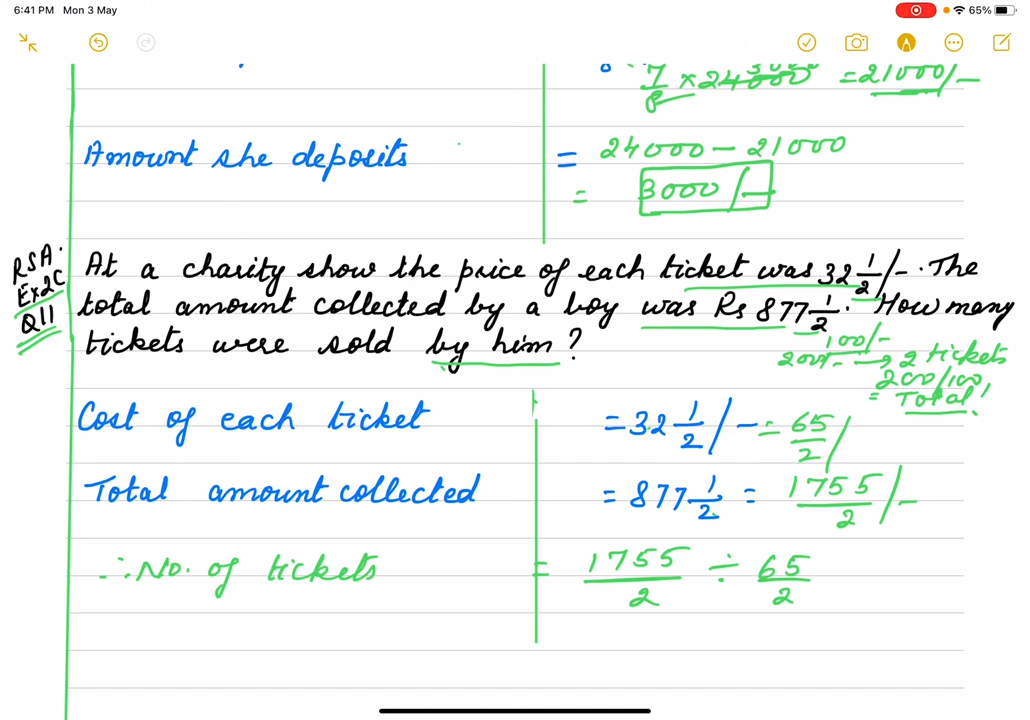 6:41 PM Mon 3 May
65%
7/8 × 24000 = 21000/-
3000
Amount she deposits = 24000 - 21000
= 3000/-
RSA.
Ex2C
Q11
At a charity show the price of each ticket was 32 1/2/-. The
total amount collected by a boy was Rs 877 1/2. How many
tickets were sold by him?
100/-
200/- → 2 tickets
200/100
= Total
Cost of each ticket = 32 1/2/- = 65/2/
Total amount collected = 877 1/2 = 1755/2/-
∴ No. of tickets = 1755/2 ÷ 65/2